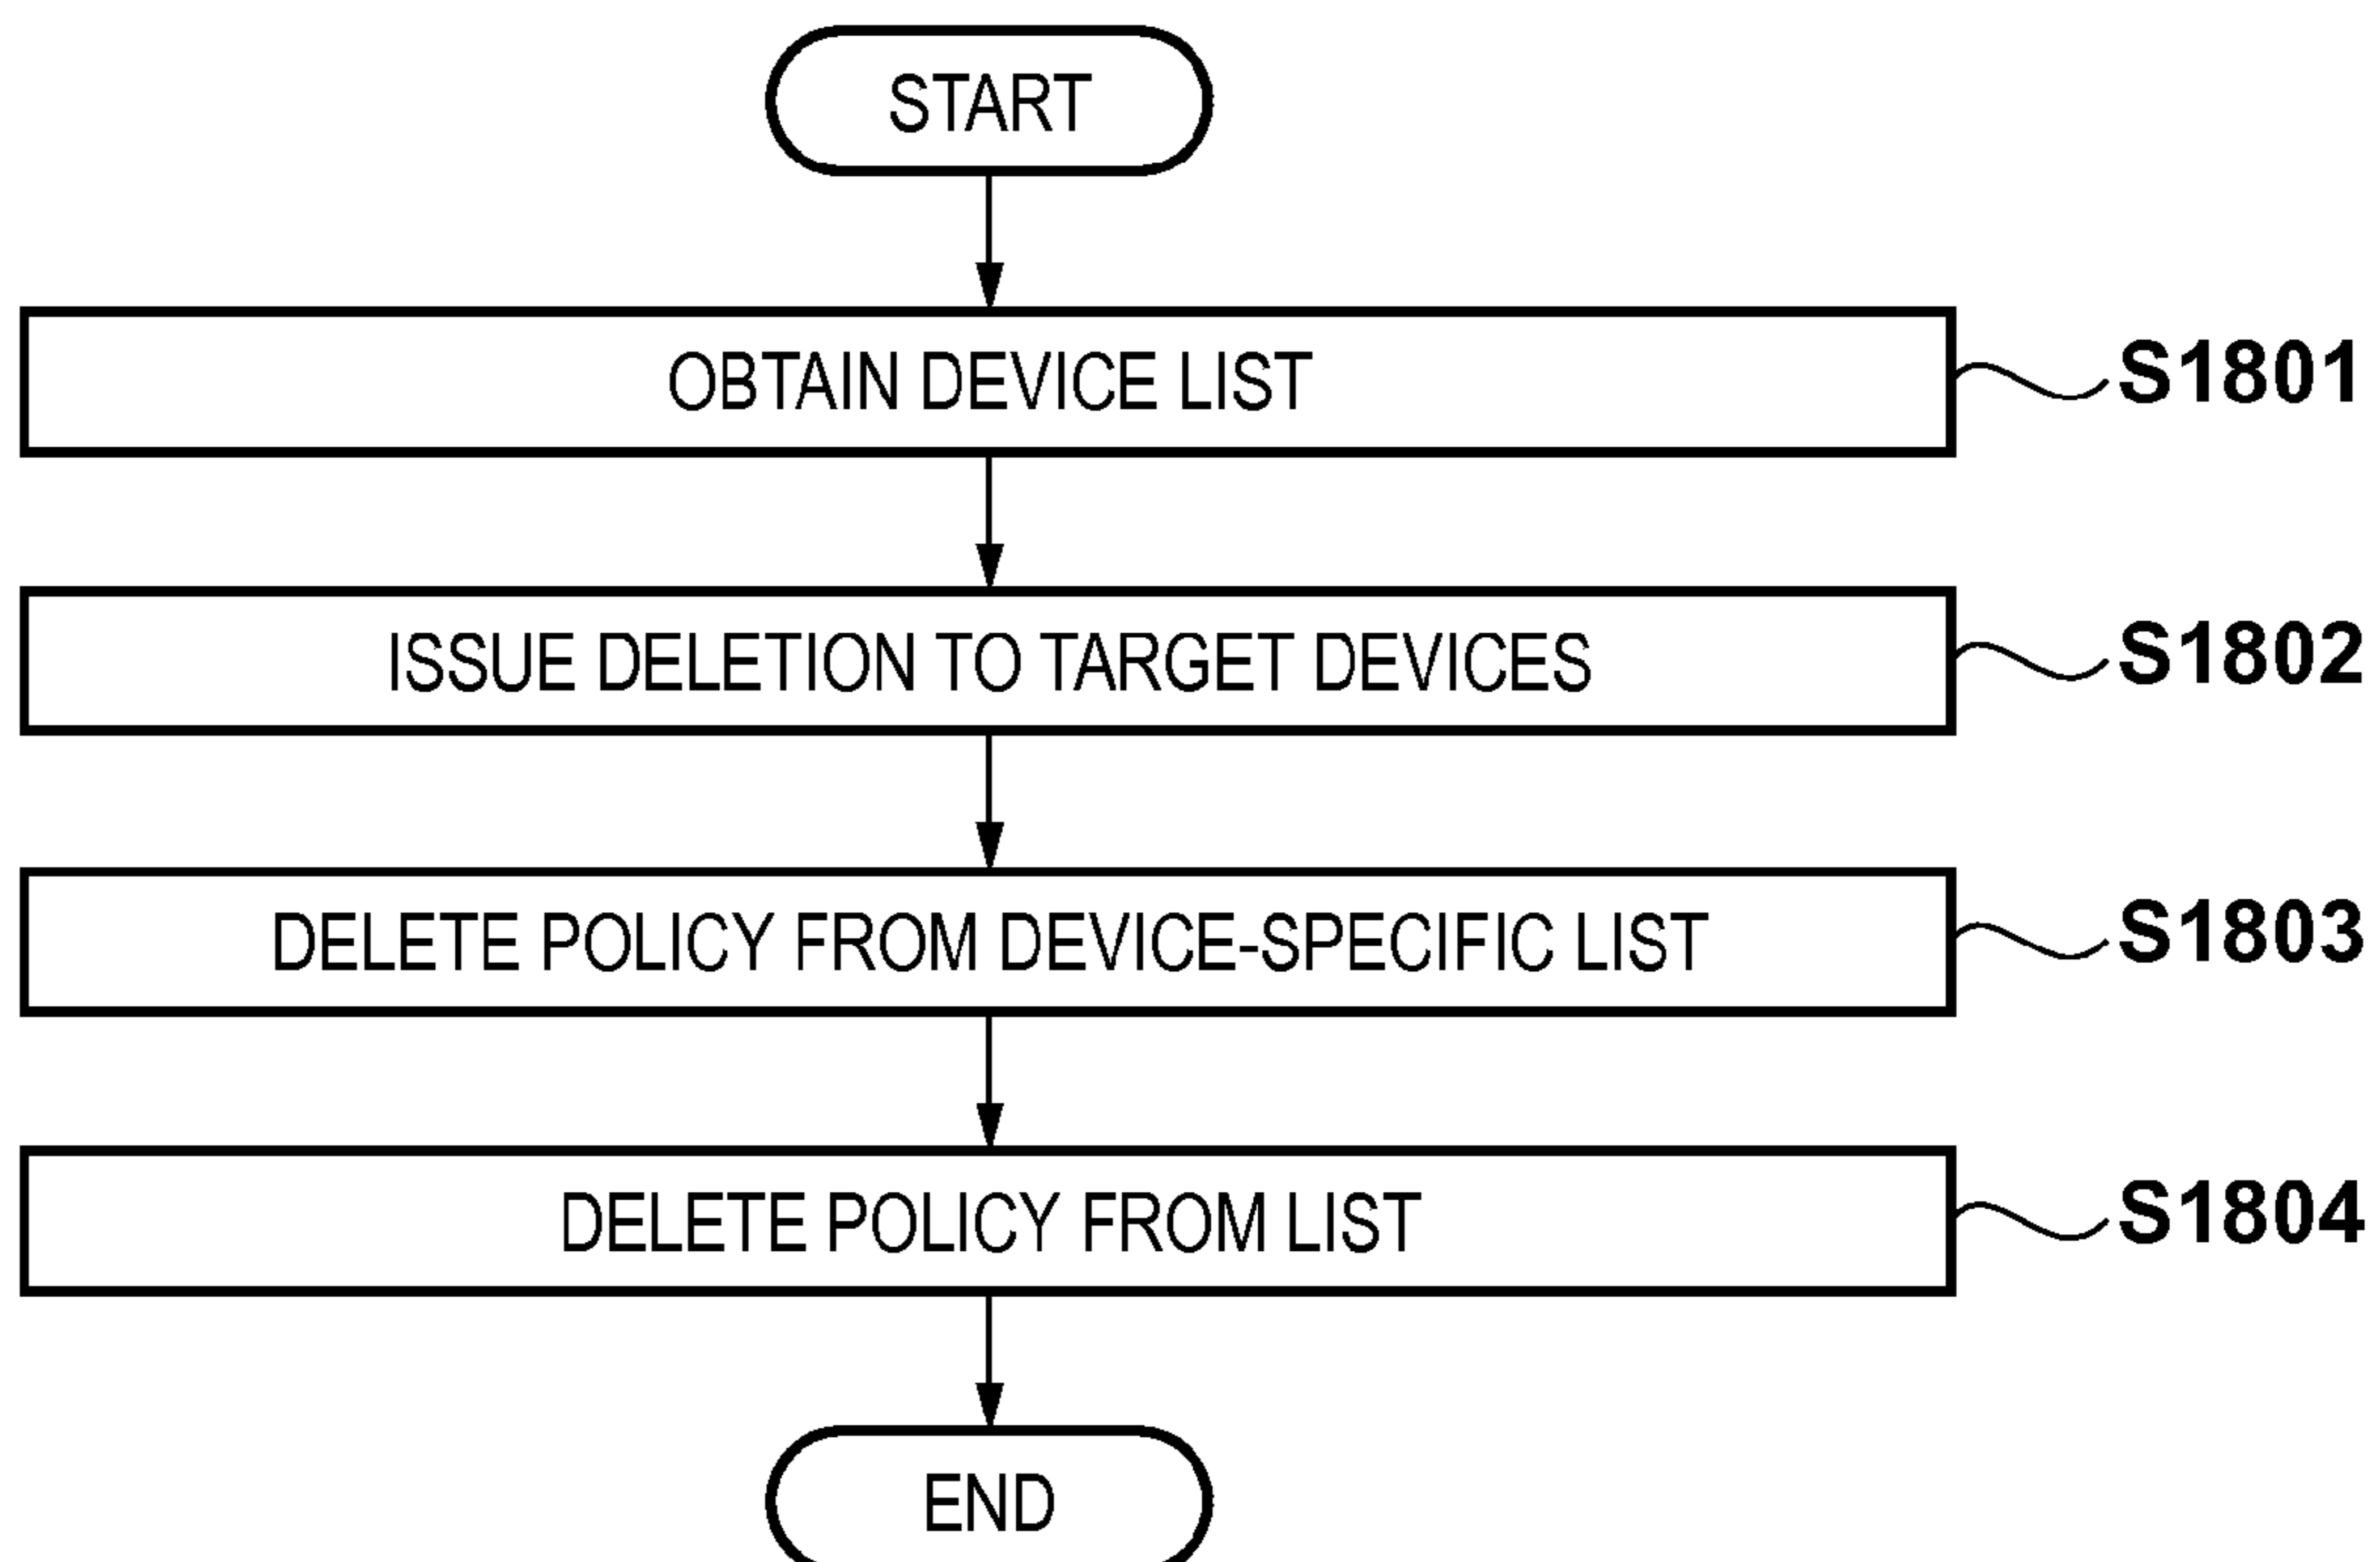 START
OBTAIN DEVICE LIST
S1801
ISSUE DELETION TO TARGET DEVICES
S1802
DELETE POLICY FROM DEVICE-SPECIFIC LIST
S1803
DELETE POLICY FROM LIST
S1804
END